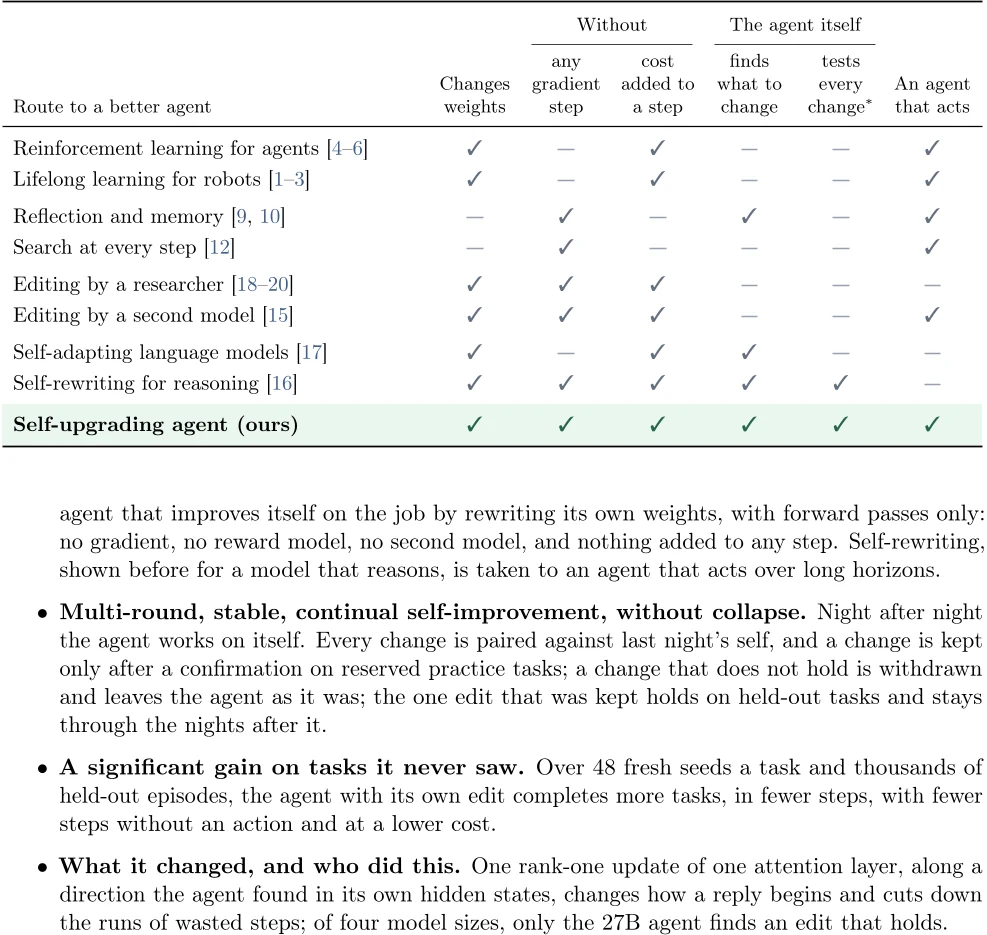 Without The agent itself
any cost finds tests
Changes gradient added to what to every An agent
Route to a better agent weights step a step change change* that acts
Reinforcement learning for agents [4–6] ✓ – ✓ – – ✓
Lifelong learning for robots [1–3] ✓ – ✓ – – ✓
Reflection and memory [9, 10] – ✓ – ✓ – ✓
Search at every step [12] – ✓ – – – ✓
Editing by a researcher [18–20] ✓ ✓ ✓ – – –
Editing by a second model [15] ✓ ✓ ✓ – – ✓
Self-adapting language models [17] ✓ – ✓ ✓ – –
Self-rewriting for reasoning [16] ✓ ✓ ✓ ✓ ✓ –
Self-upgrading agent (ours) ✓ ✓ ✓ ✓ ✓ ✓
agent that improves itself on the job by rewriting its own weights, with forward passes only:
no gradient, no reward model, no second model, and nothing added to any step. Self-rewriting,
shown before for a model that reasons, is taken to an agent that acts over long horizons.
• Multi-round, stable, continual self-improvement, without collapse. Night after night
the agent works on itself. Every change is paired against last night's self, and a change is kept
only after a confirmation on reserved practice tasks; a change that does not hold is withdrawn
and leaves the agent as it was; the one edit that was kept holds on held-out tasks and stays
through the nights after it.
• A significant gain on tasks it never saw. Over 48 fresh seeds a task and thousands of
held-out episodes, the agent with its own edit completes more tasks, in fewer steps, with fewer
steps without an action and at a lower cost.
• What it changed, and who did this. One rank-one update of one attention layer, along a
direction the agent found in its own hidden states, changes how a reply begins and cuts down
the runs of wasted steps; of four model sizes, only the 27B agent finds an edit that holds.